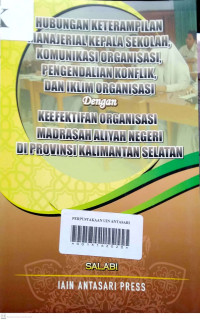 HUBUNGAN KETERAMPILAN
MANAJERIAL KEPALA SEKOLAH,
KOMUNIKASI ORGANISASI,
PENGENDALIAN KONFLIK,
DAN IKLIM ORGANISASI
Dengan
KEEFEKTIFAN ORGANISASI
MADRASAH ALIYAH NEGERI
DI PROVINSI KALIMANTAN SELATAN
PERPUSTAKAAN UIN ANTASARI
SALABI
IAIN ANTASARI PRESS